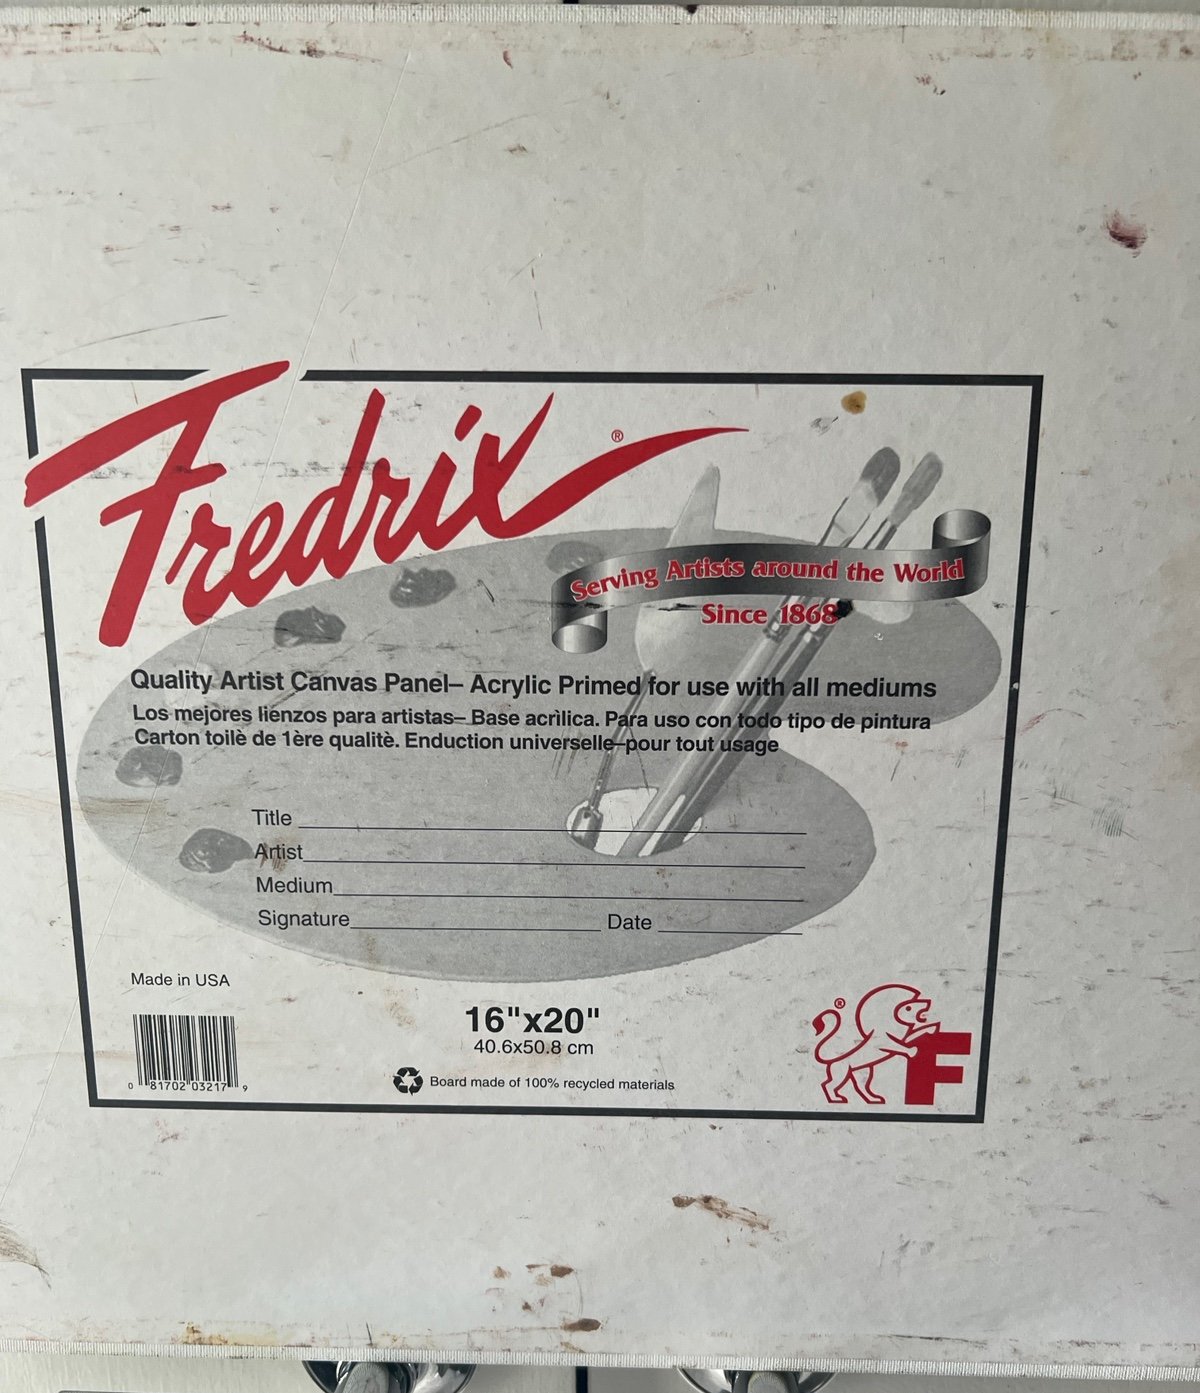 Fredrix®
Serving Artists around the World
Since 1868
Quality Artist Canvas Panel– Acrylic Primed for use with all mediums
Los mejores lienzos para artistas– Base acrìlica. Para uso con todo tipo de pintura
Carton toilè de 1ère qualitè. Enduction universelle–pour tout usage
Title
Artist
Medium
Signature Date
Made in USA
16"x20"
40.6x50.8 cm
0 81702 03217 9
Board made of 100% recycled materials
® F